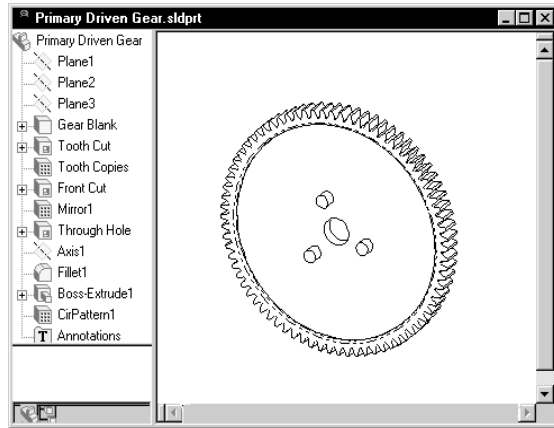 Primary Driven Gear.sldprt
Primary Driven Gear
Plane1
Plane2
Plane3
Gear Blank
Tooth Cut
Tooth Copies
Front Cut
Mirror1
Through Hole
Axis1
Fillet1
Boss-Extrude1
CirPattern1
T Annotations